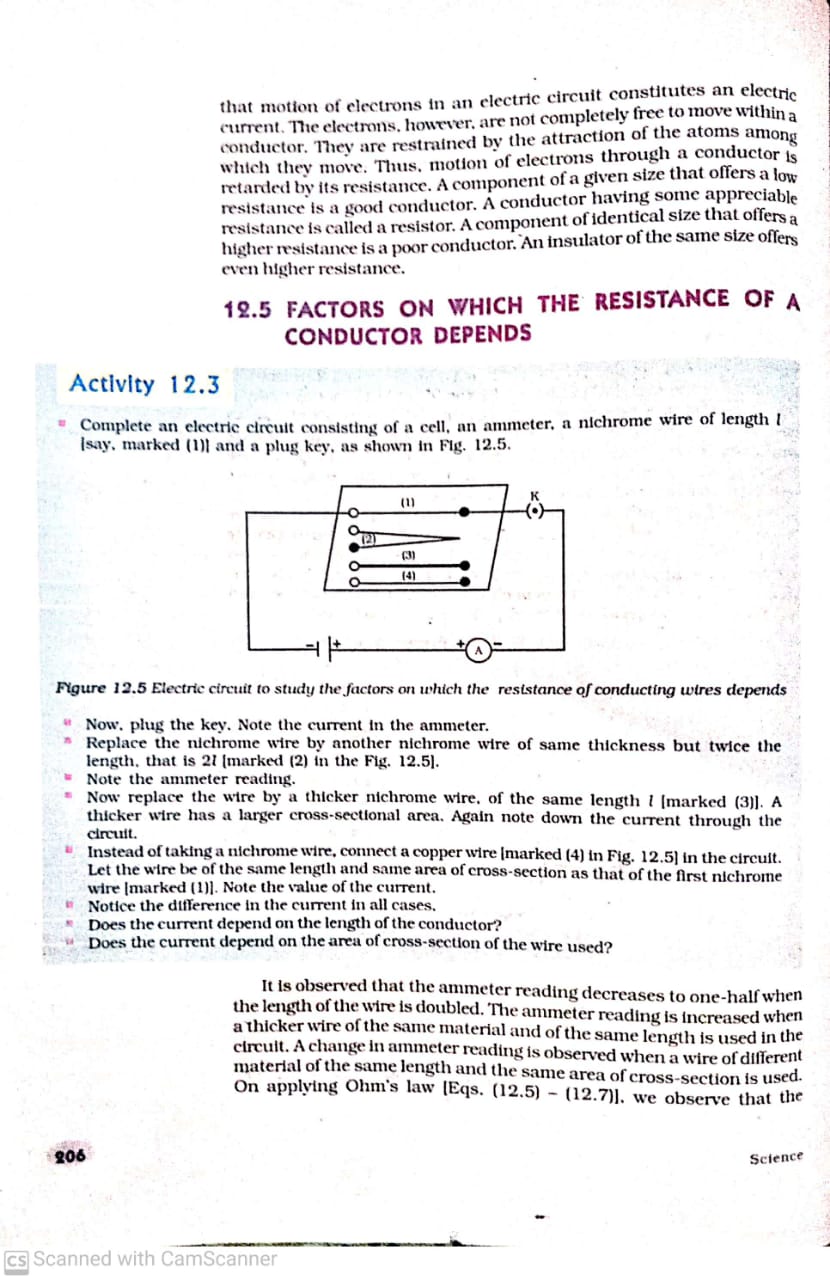 that motion of electrons in an electric circuit constitutes an electric
current. The electrons, however, are not completely free to move within a
conductor. They are restrained by the attraction of the atoms among
which they move. Thus, motion of electrons through a conductor is
retarded by its resistance. A component of a given size that offers a low
resistance is a good conductor. A conductor having some appreciable
resistance is called a resistor. A component of identical size that offers a
higher resistance is a poor conductor. An insulator of the same size offers
even higher resistance.
12.5 FACTORS ON WHICH THE RESISTANCE OF A
CONDUCTOR DEPENDS
Activity 12.3
Complete an electric circuit consisting of a cell, an ammeter, a nichrome wire of length l
[say, marked (1)] and a plug key, as shown in Fig. 12.5.
(1)
K
(2)
(3)
(4)
– +
+ A –
Figure 12.5 Electric circuit to study the factors on which the resistance of conducting wires depends
Now, plug the key. Note the current in the ammeter.
Replace the nichrome wire by another nichrome wire of same thickness but twice the
length, that is 2l [marked (2) in the Fig. 12.5].
Note the ammeter reading.
Now replace the wire by a thicker nichrome wire, of the same length l [marked (3)]. A
thicker wire has a larger cross-sectional area. Again note down the current through the
circuit.
Instead of taking a nichrome wire, connect a copper wire [marked (4) in Fig. 12.5] in the circuit.
Let the wire be of the same length and same area of cross-section as that of the first nichrome
wire [marked (1)]. Note the value of the current.
Notice the difference in the current in all cases.
Does the current depend on the length of the conductor?
Does the current depend on the area of cross-section of the wire used?
It is observed that the ammeter reading decreases to one-half when
the length of the wire is doubled. The ammeter reading is increased when
a thicker wire of the same material and of the same length is used in the
circuit. A change in ammeter reading is observed when a wire of different
material of the same length and the same area of cross-section is used.
On applying Ohm's law [Eqs. (12.5) – (12.7)], we observe that the
206
Science
CS Scanned with CamScanner